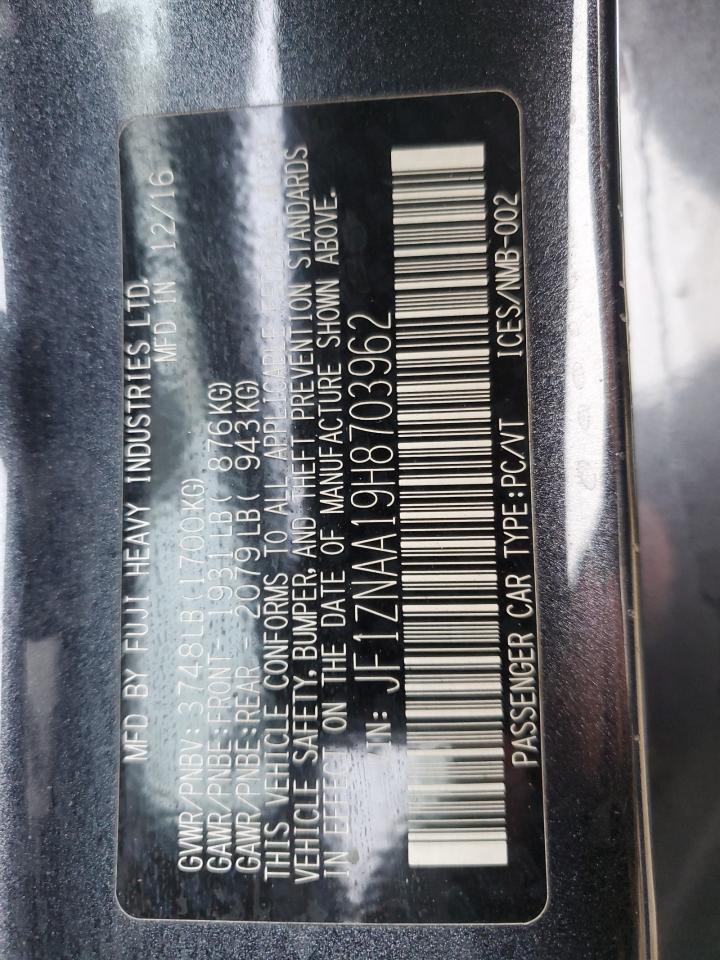 MFD BY FUJI HEAVY INDUSTRIES LTD.
MFD IN 12/16
GVWR/PNBV: 3748LB(1700KG)
GAWR/PNBE:FRONT- 1931LB( 876KG)
GAWR/PNBE:REAR - 2079LB( 943KG)
THIS VEHICLE CONFORMS TO ALL APPLICABLE
VEHICLE SAFETY, BUMPER, AND THEFT PREVENTION STANDARDS
IN EFFECT ON THE DATE OF MANUFACTURE SHOWN ABOVE.
VIN: JF1ZNAA19H8703962
PASSENGER CAR TYPE:PC/VT ICES/NMB-002